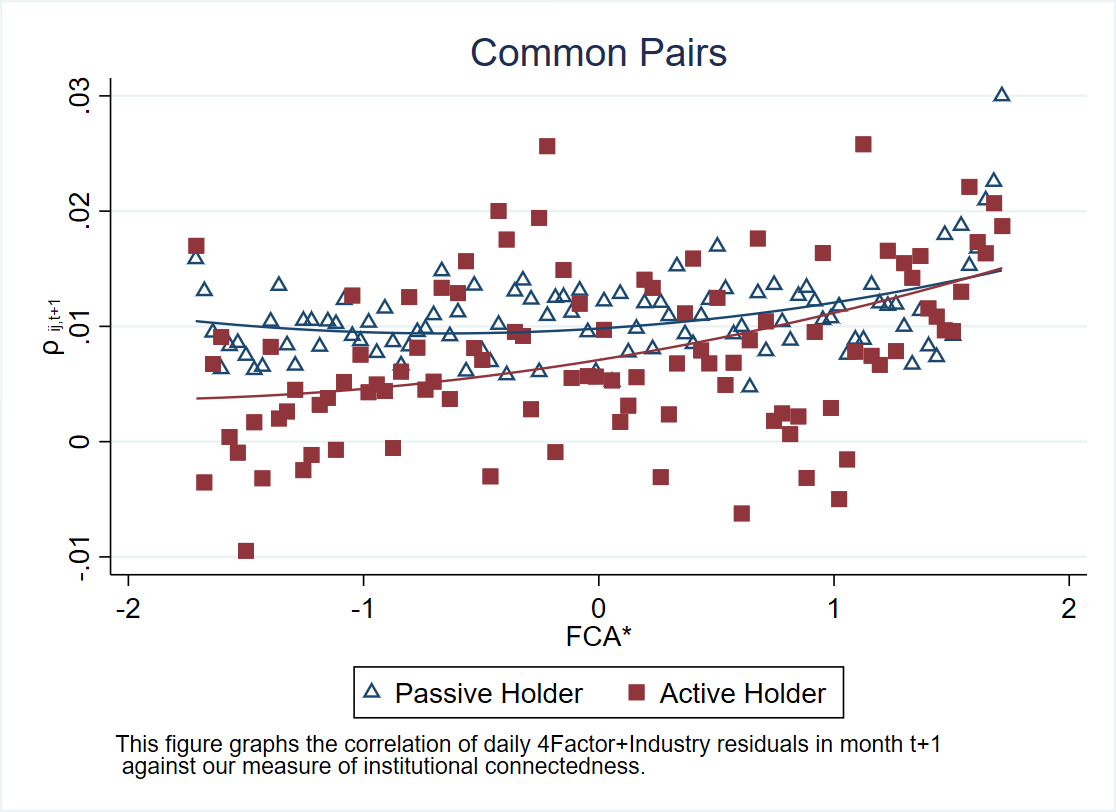 Common Pairs
.03
.02
.01
0
-.01
ρ ij,t+1
-2 -1 0 1 2
FCA*
Passive Holder Active Holder
This figure graphs the correlation of daily 4Factor+Industry residuals in month t+1
against our measure of institutional connectedness.